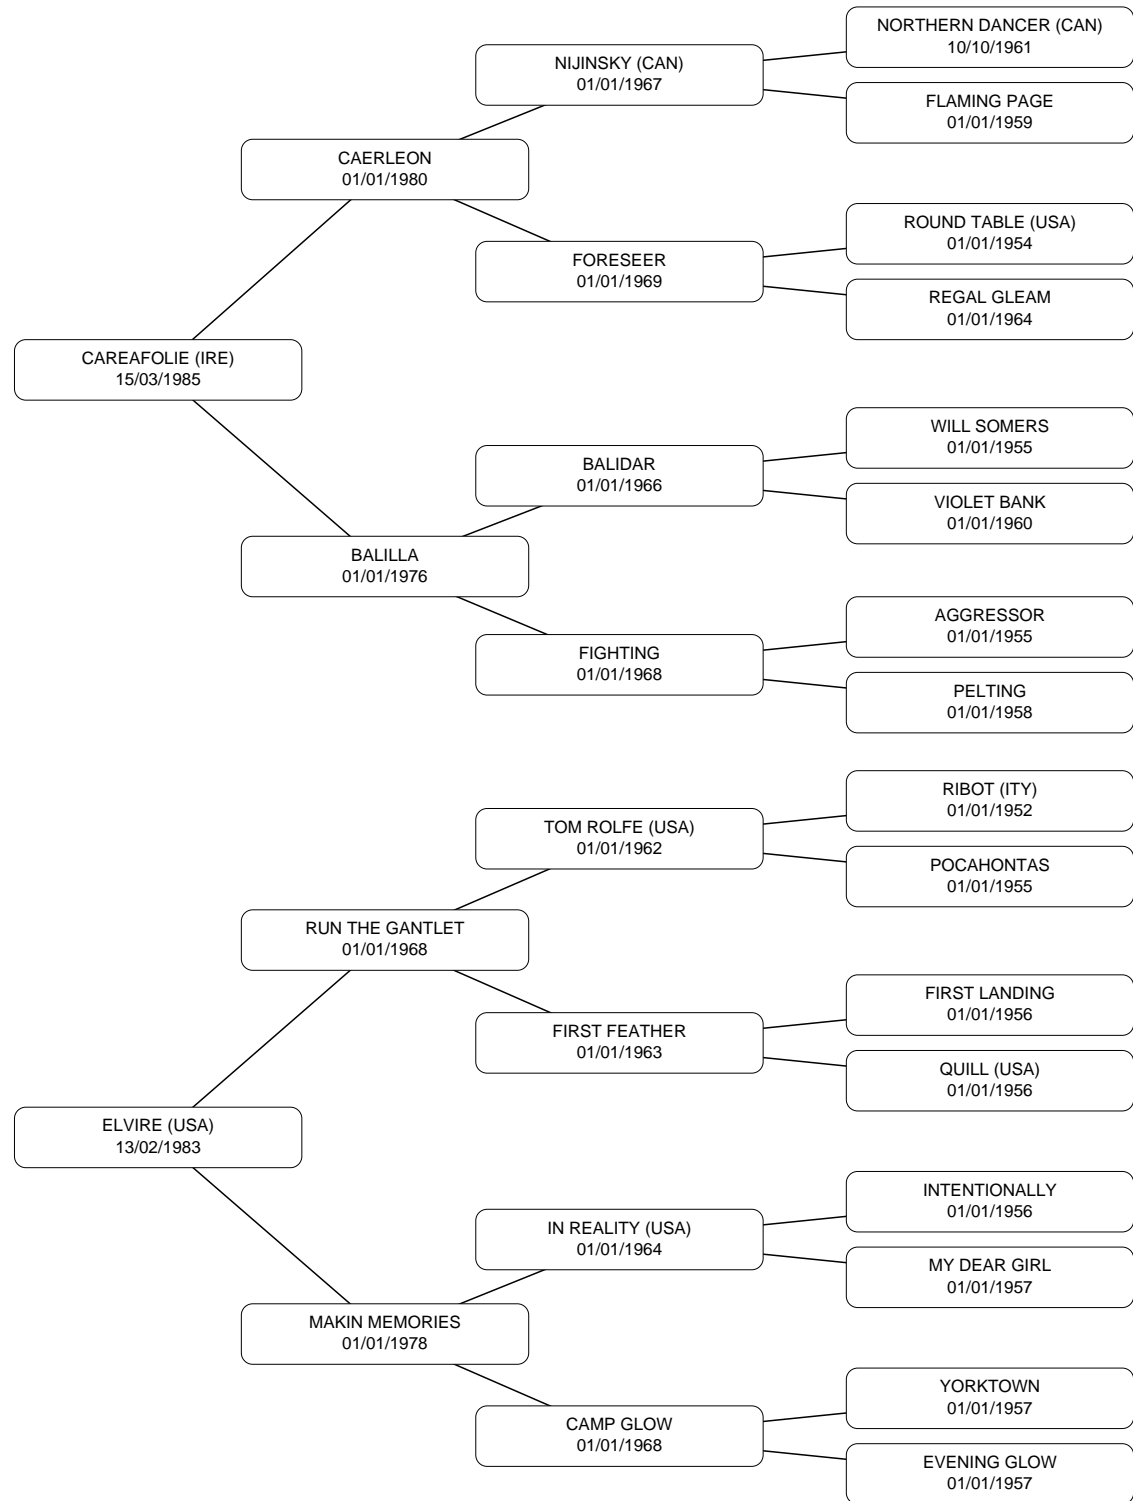 NORTHERN DANCER (CAN)
10/10/1961
NIJINSKY (CAN)
01/01/1967
FLAMING PAGE
01/01/1959
CAERLEON
01/01/1980
ROUND TABLE (USA)
01/01/1954
FORESEER
01/01/1969
REGAL GLEAM
01/01/1964
CAREAFOLIE (IRE)
15/03/1985
WILL SOMERS
01/01/1955
BALIDAR
01/01/1966
VIOLET BANK
01/01/1960
BALILLA
01/01/1976
AGGRESSOR
01/01/1955
FIGHTING
01/01/1968
PELTING
01/01/1958
RIBOT (ITY)
01/01/1952
TOM ROLFE (USA)
01/01/1962
POCAHONTAS
01/01/1955
RUN THE GANTLET
01/01/1968
FIRST LANDING
01/01/1956
FIRST FEATHER
01/01/1963
QUILL (USA)
01/01/1956
ELVIRE (USA)
13/02/1983
INTENTIONALLY
01/01/1956
IN REALITY (USA)
01/01/1964
MY DEAR GIRL
01/01/1957
MAKIN MEMORIES
01/01/1978
YORKTOWN
01/01/1957
CAMP GLOW
01/01/1968
EVENING GLOW
01/01/1957